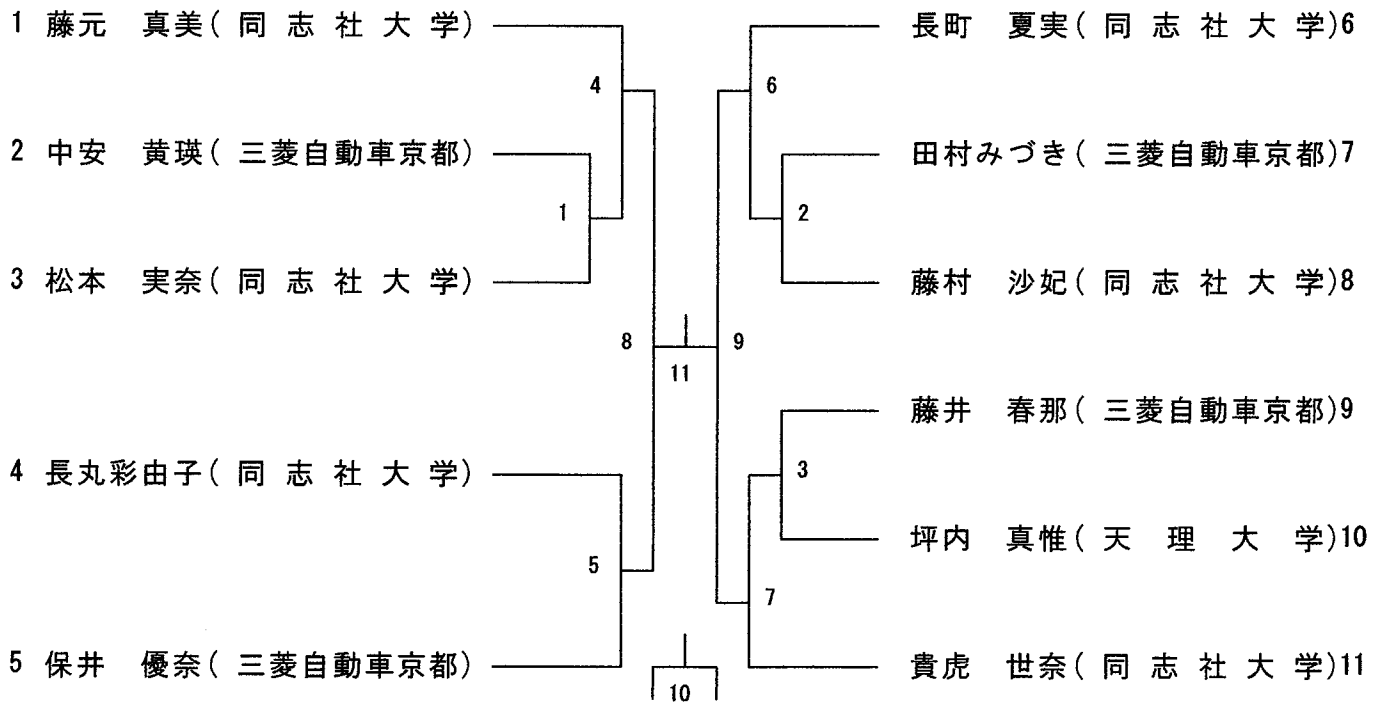 1 藤元　真美( 同 志 社 大 学)
4
2 中安　黄瑛( 三菱自動車京都)
1
3 松本　実奈( 同 志 社 大 学)
8
4 長丸彩由子( 同 志 社 大 学)
5
5 保井　優奈( 三菱自動車京都)
11
10
長町　夏実( 同 志 社 大 学)6
6
田村みづき( 三菱自動車京都)7
2
藤村　沙妃( 同 志 社 大 学)8
9
藤井　春那( 三菱自動車京都)9
3
坪内　真惟( 天 理 大 学)10
7
貴虎　世奈( 同 志 社 大 学)11